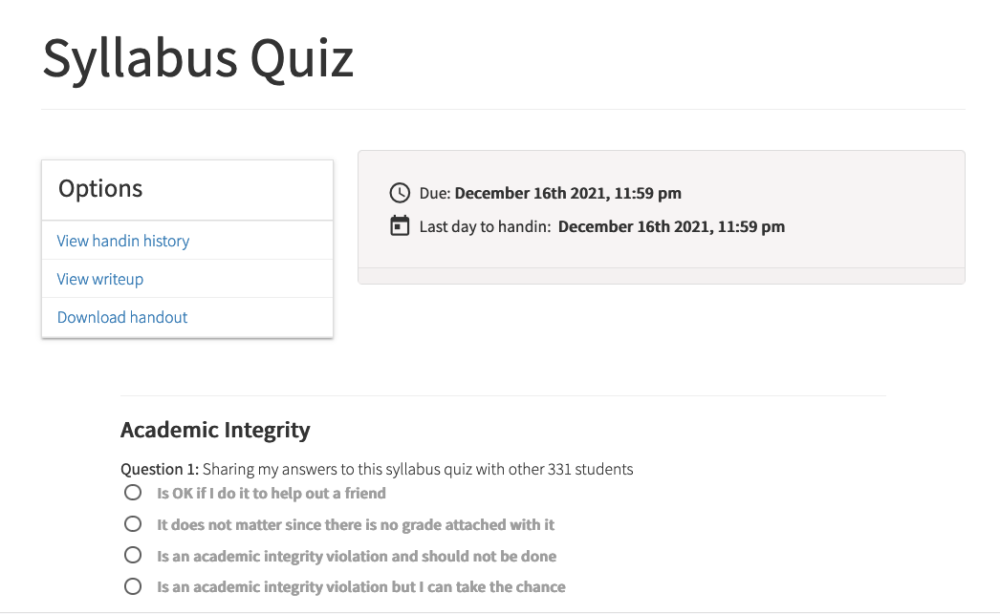 Syllabus Quiz
Options
View handin history
View writeup
Download handout
Due: December 16th 2021, 11:59 pm
Last day to handin: December 16th 2021, 11:59 pm
Academic Integrity
Question 1: Sharing my answers to this syllabus quiz with other 331 students
Is OK if I do it to help out a friend
It does not matter since there is no grade attached with it
Is an academic integrity violation and should not be done
Is an academic integrity violation but I can take the chance